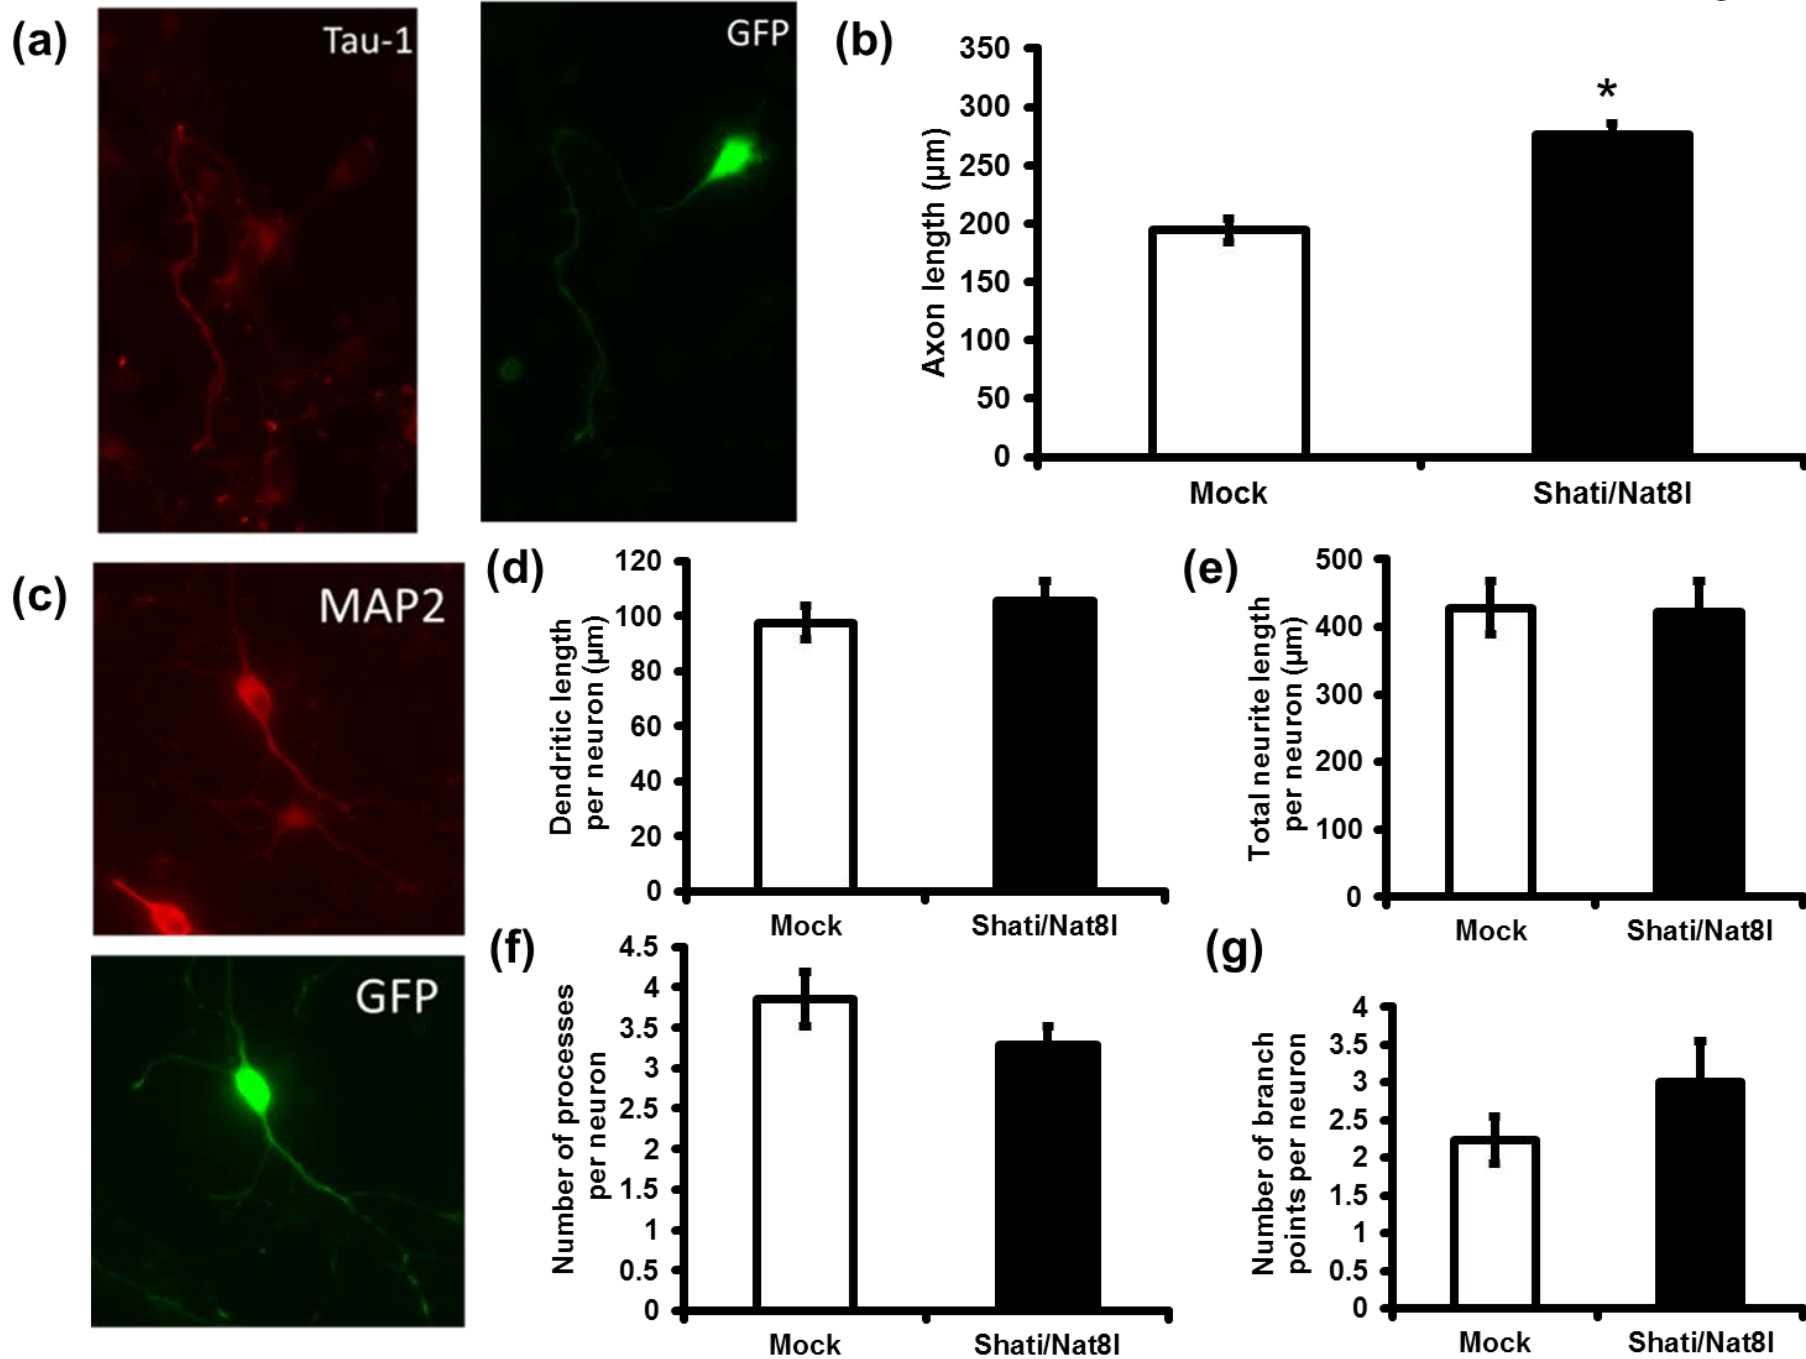 (a)
Tau-1
GFP
(b)
350
300
250
200
150
100
50
0
Axon length (µm)
*
Mock
Shati/Nat8l
(c)
MAP2
GFP
(d)
120
100
80
60
40
20
0
Dendritic length
per neuron (µm)
Mock
Shati/Nat8l
(e)
500
400
300
200
100
0
Total neurite length
per neuron (µm)
Mock
Shati/Nat8l
(f)
4.5
4
3.5
3
2.5
2
1.5
1
0.5
0
Number of processes
per neuron
Mock
Shati/Nat8l
(g)
4
3.5
3
2.5
2
1.5
1
0.5
0
Number of branch
points per neuron
Mock
Shati/Nat8l